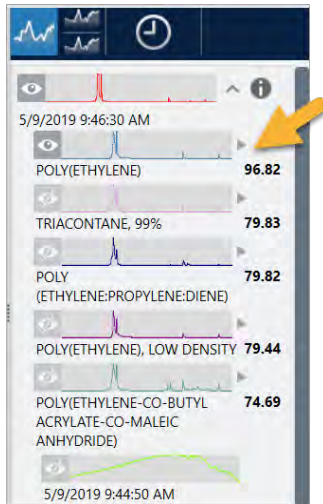 5/9/2019 9:46:30 AM
POLY(ETHYLENE) 96.82
TRIACONTANE, 99% 79.83
POLY 79.82
(ETHYLENE:PROPYLENE:DIENE)
POLY(ETHYLENE), LOW DENSITY 79.44
POLY(ETHYLENE-CO-BUTYL 74.69
ACRYLATE-CO-MALEIC
ANHYDRIDE)
5/9/2019 9:44:50 AM